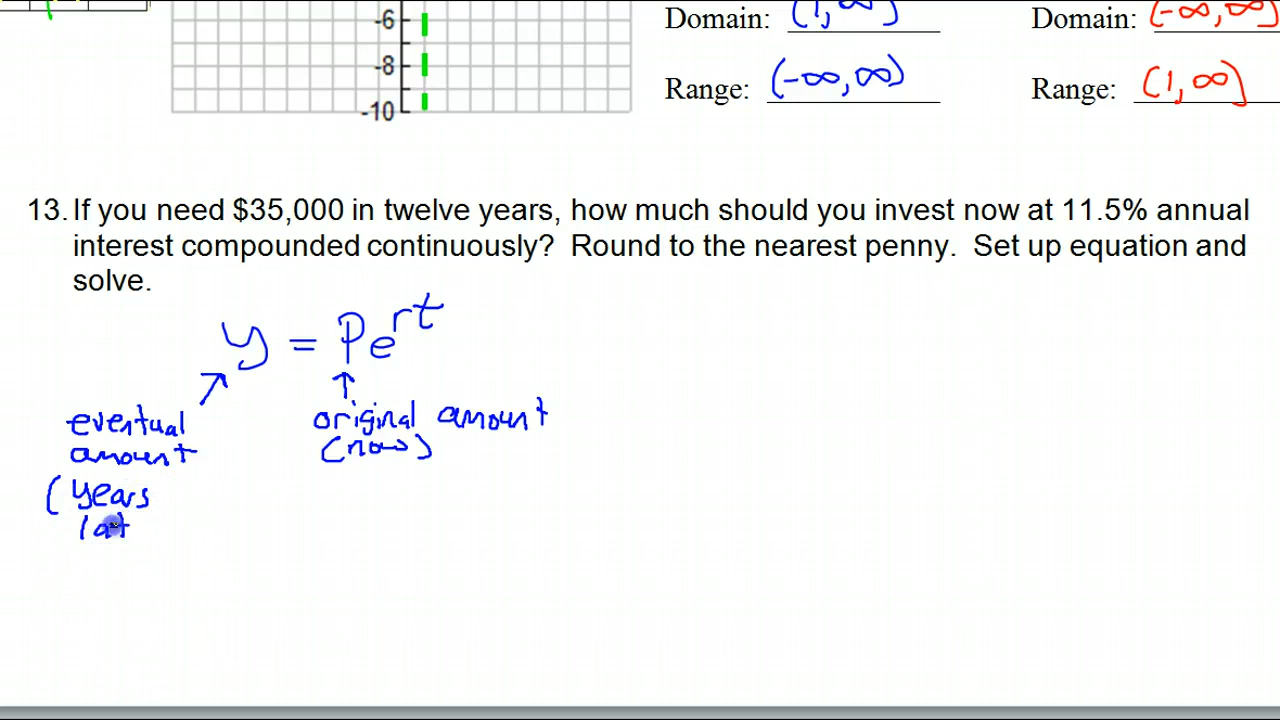 -6
Domain: (1,∞) Domain: (-∞,∞)
-8
Range: (-∞,∞) Range: (1,∞)
-10
13. If you need $35,000 in twelve years, how much should you invest now at 11.5% annual
interest compounded continuously? Round to the nearest penny. Set up equation and
solve.
y = Pe^rt
eventual original amount
amount (now)
(years
lat